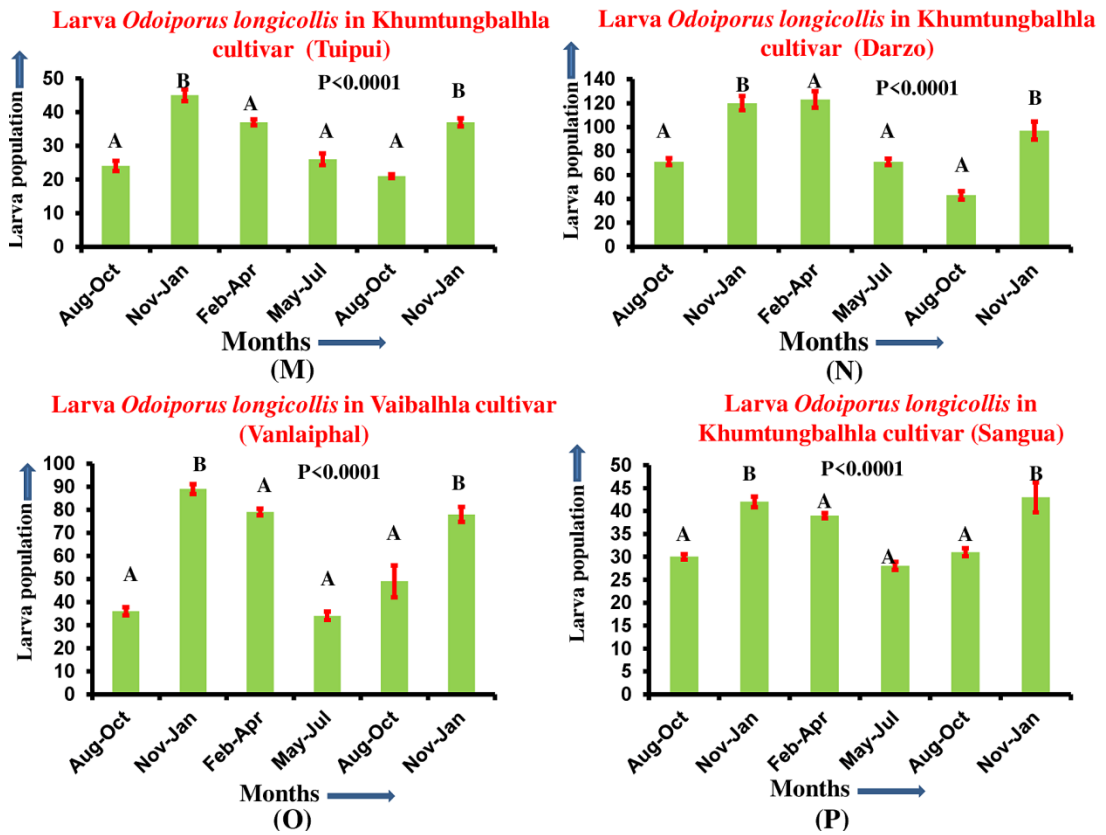 Larva Odoiporus longicollis in Khumtungbalhla
cultivar (Tuipui)
P<0.0001
Larva population
50
40
30
20
10
0
A
B
A
A
A
B
Aug-Oct
Nov-Jan
Feb-Apr
May-Jul
Aug-Oct
Nov-Jan
Months
(M)
Larva Odoiporus longicollis in Khumtungbalhla
cultivar (Darzo)
P<0.0001
Larva population
140
120
100
80
60
40
20
0
A
B
A
A
A
B
Aug-Oct
Nov-Jan
Feb-Apr
May-Jul
Aug-Oct
Nov-Jan
Months
(N)
Larva Odoiporus longicollis in Vaibalhla cultivar
(Vanlaiphal)
P<0.0001
Larva population
100
90
80
70
60
50
40
30
20
10
0
A
B
A
A
A
B
Aug-Oct
Nov-Jan
Feb-Apr
May-Jul
Aug-Oct
Nov-Jan
Months
(O)
Larva Odoiporus longicollis in
Khumtungbalhla cultivar (Sangua)
P<0.0001
Larva population
50
45
40
35
30
25
20
15
10
5
0
A
B
A
A
A
B
Aug-Oct
Nov-Jan
Feb-Apr
May-Jul
Aug-Oct
Nov-Jan
Months
(P)